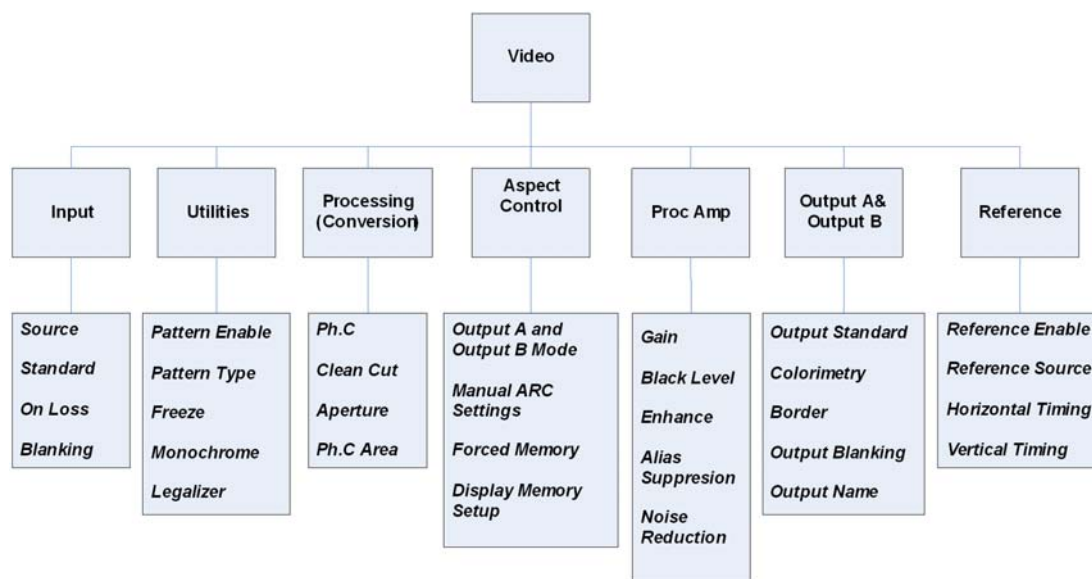 Video
Input
Utilities
Processing
(Conversion)
Aspect
Control
Proc Amp
Output A&
Output B
Reference
Source
Standard
On Loss
Blanking
Pattern Enable
Pattern Type
Freeze
Monochrome
Legalizer
Ph.C
Clean Cut
Aperture
Ph.C Area
Output A and
Output B Mode
Manual ARC
Settings
Forced Memory
Display Memory
Setup
Gain
Black Level
Enhance
Alias
Suppresion
Noise
Reduction
Output Standard
Colorimetry
Border
Output Blanking
Output Name
Reference Enable
Reference Source
Horizontal Timing
Vertical Timing